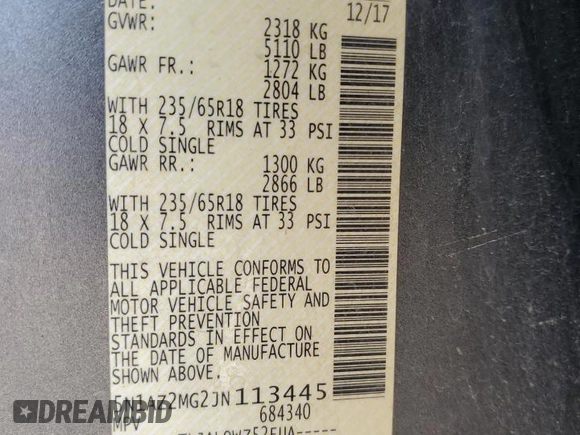 DATE: 12/17
GVWR: 2318 KG
5110 LB
GAWR FR.: 1272 KG
2804 LB
WITH 235/65R18 TIRES
18 X 7.5 RIMS AT 33 PSI
COLD SINGLE
GAWR RR.: 1300 KG
2866 LB
WITH 235/65R18 TIRES
18 X 7.5 RIMS AT 33 PSI
COLD SINGLE
THIS VEHICLE CONFORMS TO
ALL APPLICABLE FEDERAL
MOTOR VEHICLE SAFETY AND
THEFT PREVENTION
STANDARDS IN EFFECT ON
THE DATE OF MANUFACTURE
SHOWN ABOVE.
5N1AZ2MG2JN113445
684340
MPV
DREAMBID